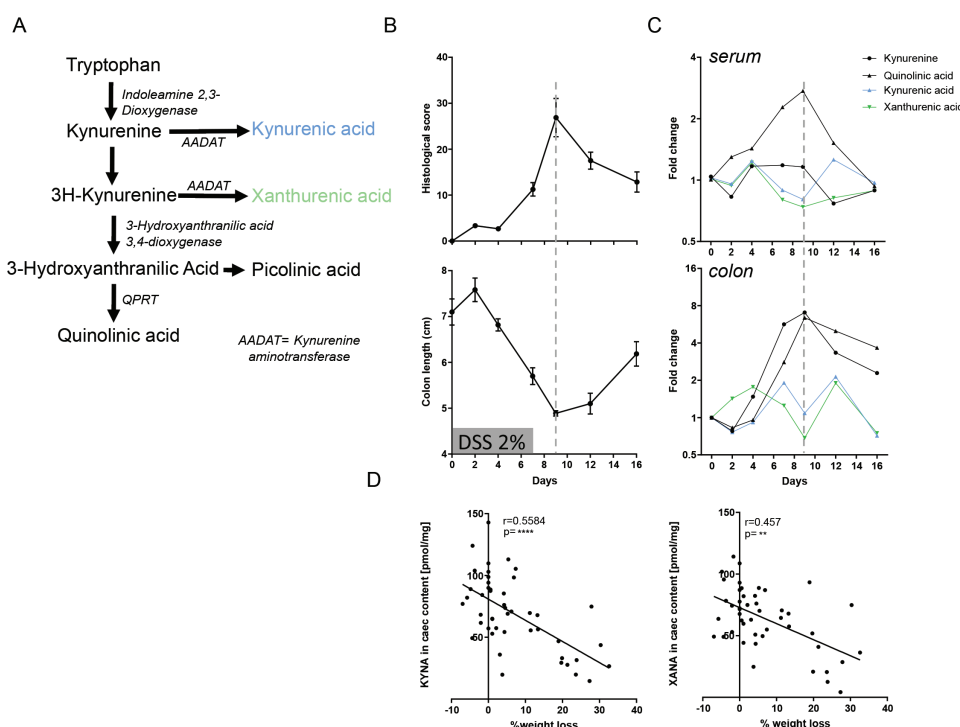 A
Tryptophan
Indoleamine 2,3-
Dioxygenase
Kynurenine
AADAT
Kynurenic acid
3H-Kynurenine
AADAT
Xanthurenic acid
3-Hydroxyanthranilic acid
3,4-dioxygenase
3-Hydroxyanthranilic Acid
Picolinic acid
QPRT
Quinolinic acid
AADAT= Kynurenine
aminotransferase
B
Histological score
40
30
20
10
0
Colon length (cm)
8
7
6
5
4
DSS 2%
0 2 4 6 8 10 12 14 16
Days
C
serum
Kynurenine
Quinolinic acid
Kynurenic acid
Xanthurenic acid
Fold change
4
2
1
0.5
0 2 4 6 8 10 12 14 16
colon
Fold change
16
8
4
2
1
0.5
0 2 4 6 8 10 12 14 16
Days
D
KYNA in caec content [pmol/mg]
150
100
50
r=0.5584
p= ****
-10 0 10 20 30 40
%weight loss
XANA in caec content [pmol/mg]
150
100
50
r=0.457
p= **
-10 0 10 20 30 40
% weight loss